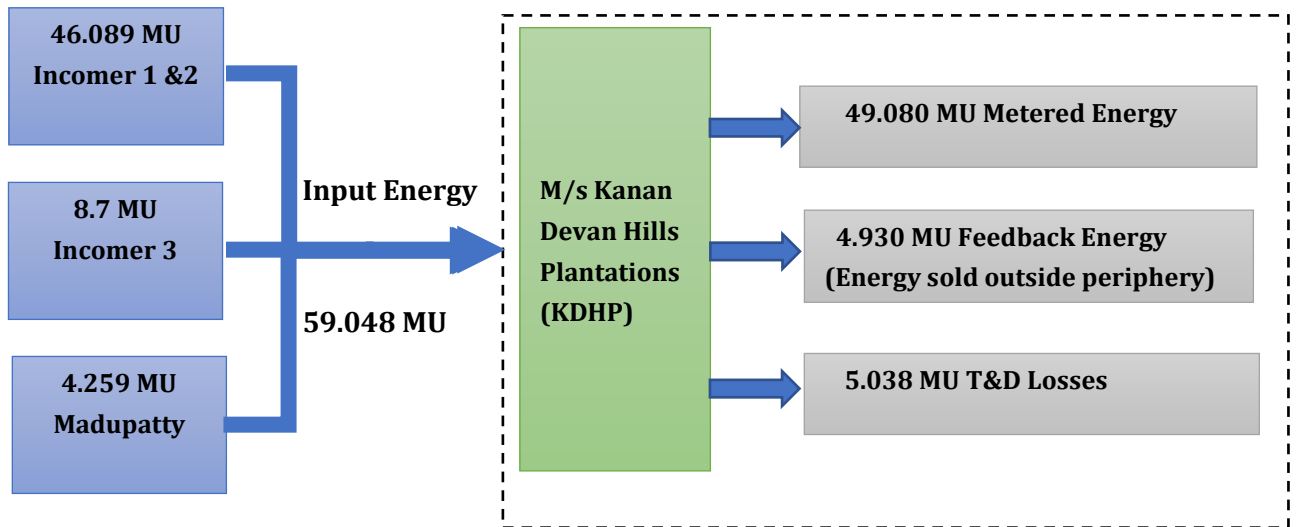 46.089 MU
Incomer 1 &2
8.7 MU
Incomer 3
4.259 MU
Madupatty
Input Energy
59.048 MU
M/s Kanan
Devan Hills
Plantations
(KDHP)
49.080 MU Metered Energy
4.930 MU Feedback Energy
(Energy sold outside periphery)
5.038 MU T&D Losses